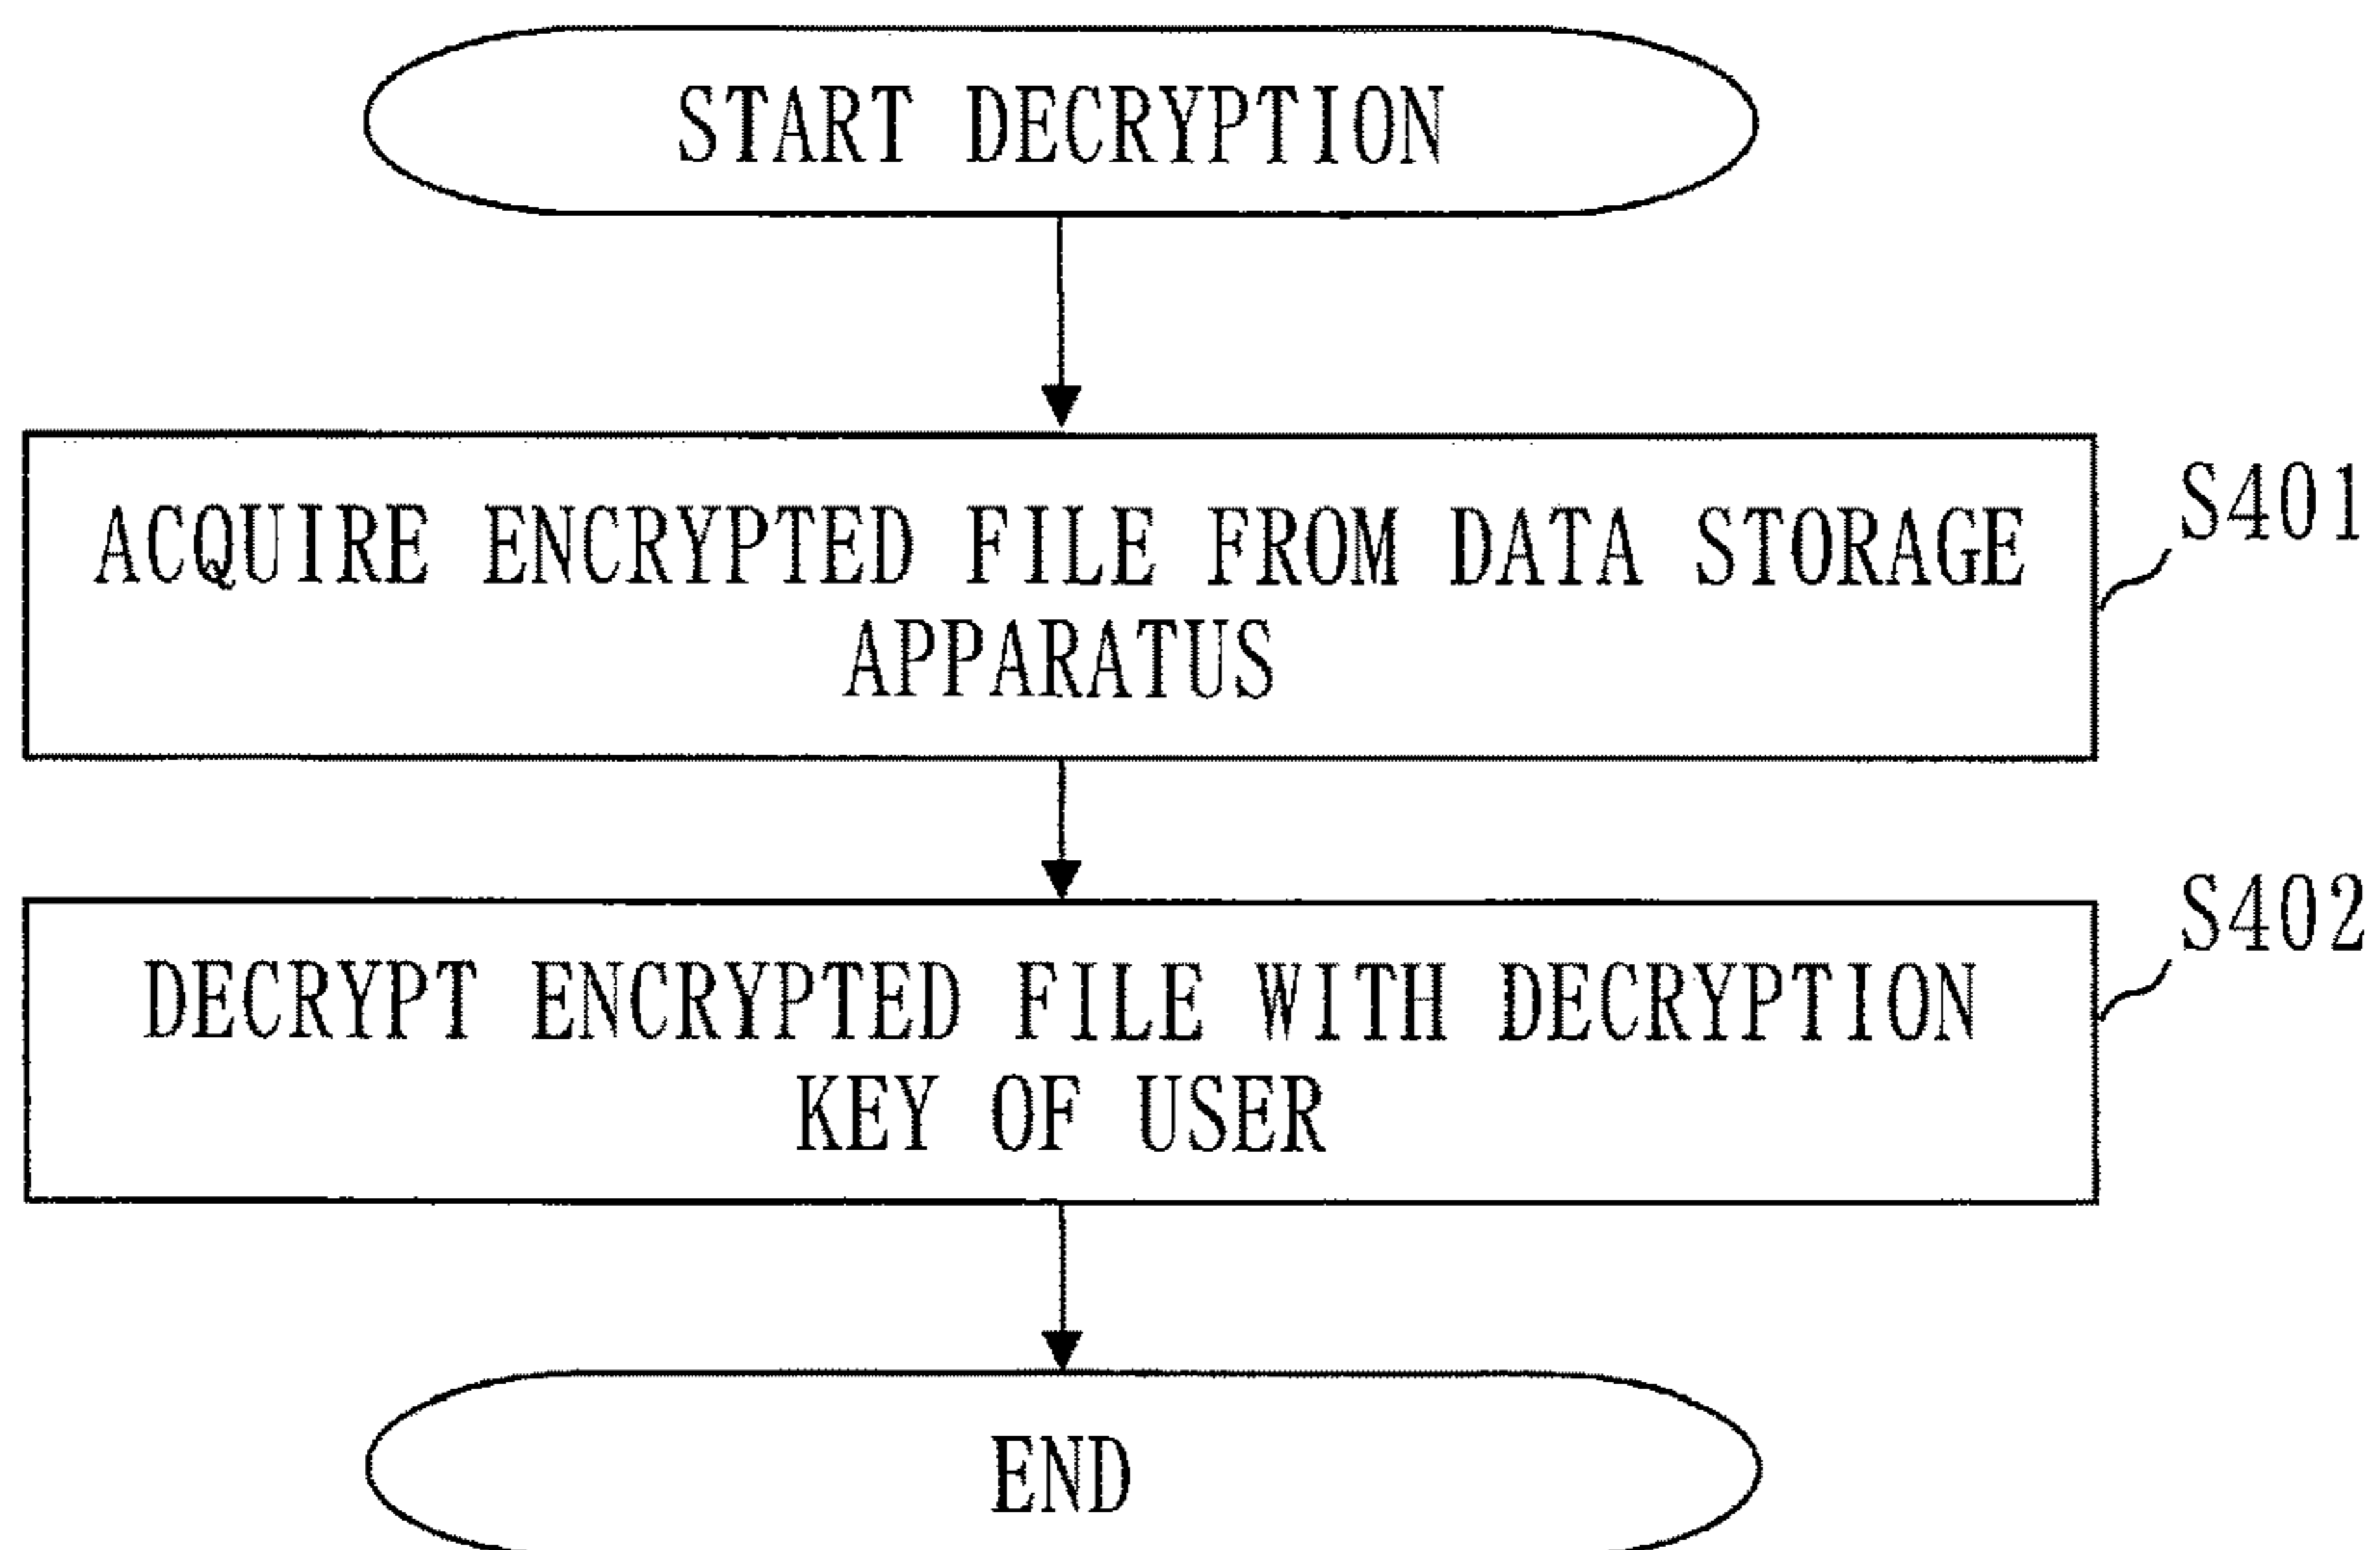 START DECRYPTION
ACQUIRE ENCRYPTED FILE FROM DATA STORAGE
APPARATUS
S401
DECRYPT ENCRYPTED FILE WITH DECRYPTION
KEY OF USER
S402
END